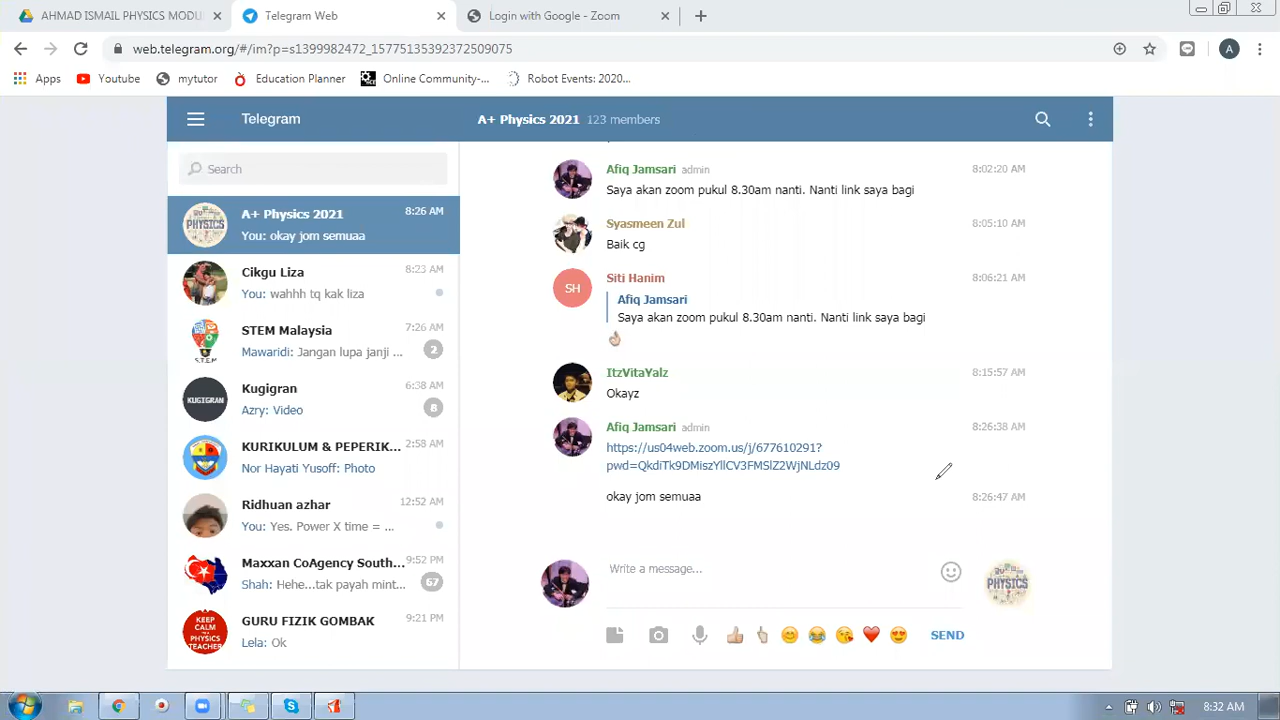 AHMAD ISMAIL PHYSICS MODU
Telegram Web
Login with Google - Zoom
web.telegram.org/#/im?p=s1399982472_15775135392372509075
A
Apps
Youtube
mytutor
Education Planner
Online Community-...
Robot Events: 2020...
Telegram
A+ Physics 2021 123 members
Search
A+ Physics 2021 8:26 AM
You: okay jom semuaa
Cikgu Liza 8:23 AM
You: wahhh tq kak liza
STEM Malaysia 7:26 AM
Mawaridi: Jangan lupa janji ... 2
Kugigran 6:38 AM
Azry: Video 8
KUGIGRAN
KURIKULUM & PEPERIK... 2:58 AM
Nor Hayati Yusoff: Photo
Ridhuan azhar 12:52 AM
You: Yes. Power X time = ...
Maxxan CoAgency South... 9:52 PM
Shah: Hehe...tak payah mint... 67
GURU FIZIK GOMBAK 9:21 PM
Lela: Ok
PHYSICS
S.T.E.M
KEEP
CALM
PHYSICS
TEACHER
Afiq Jamsari admin 8:02:20 AM
Saya akan zoom pukul 8.30am nanti. Nanti link saya bagi
Syasmeen Zul 8:05:10 AM
Baik cg
SH
Siti Hanim 8:06:21 AM
Afiq Jamsari
Saya akan zoom pukul 8.30am nanti. Nanti link saya bagi
ItzVitaYalz 8:15:57 AM
Okayz
Afiq Jamsari admin 8:26:38 AM
https://us04web.zoom.us/j/677610291?
pwd=QkdiTk9DMiszYllCV3FMSlZ2WjNLdz09
okay jom semuaa 8:26:47 AM
Write a message...
PHYSICS
SEND
8:32 AM